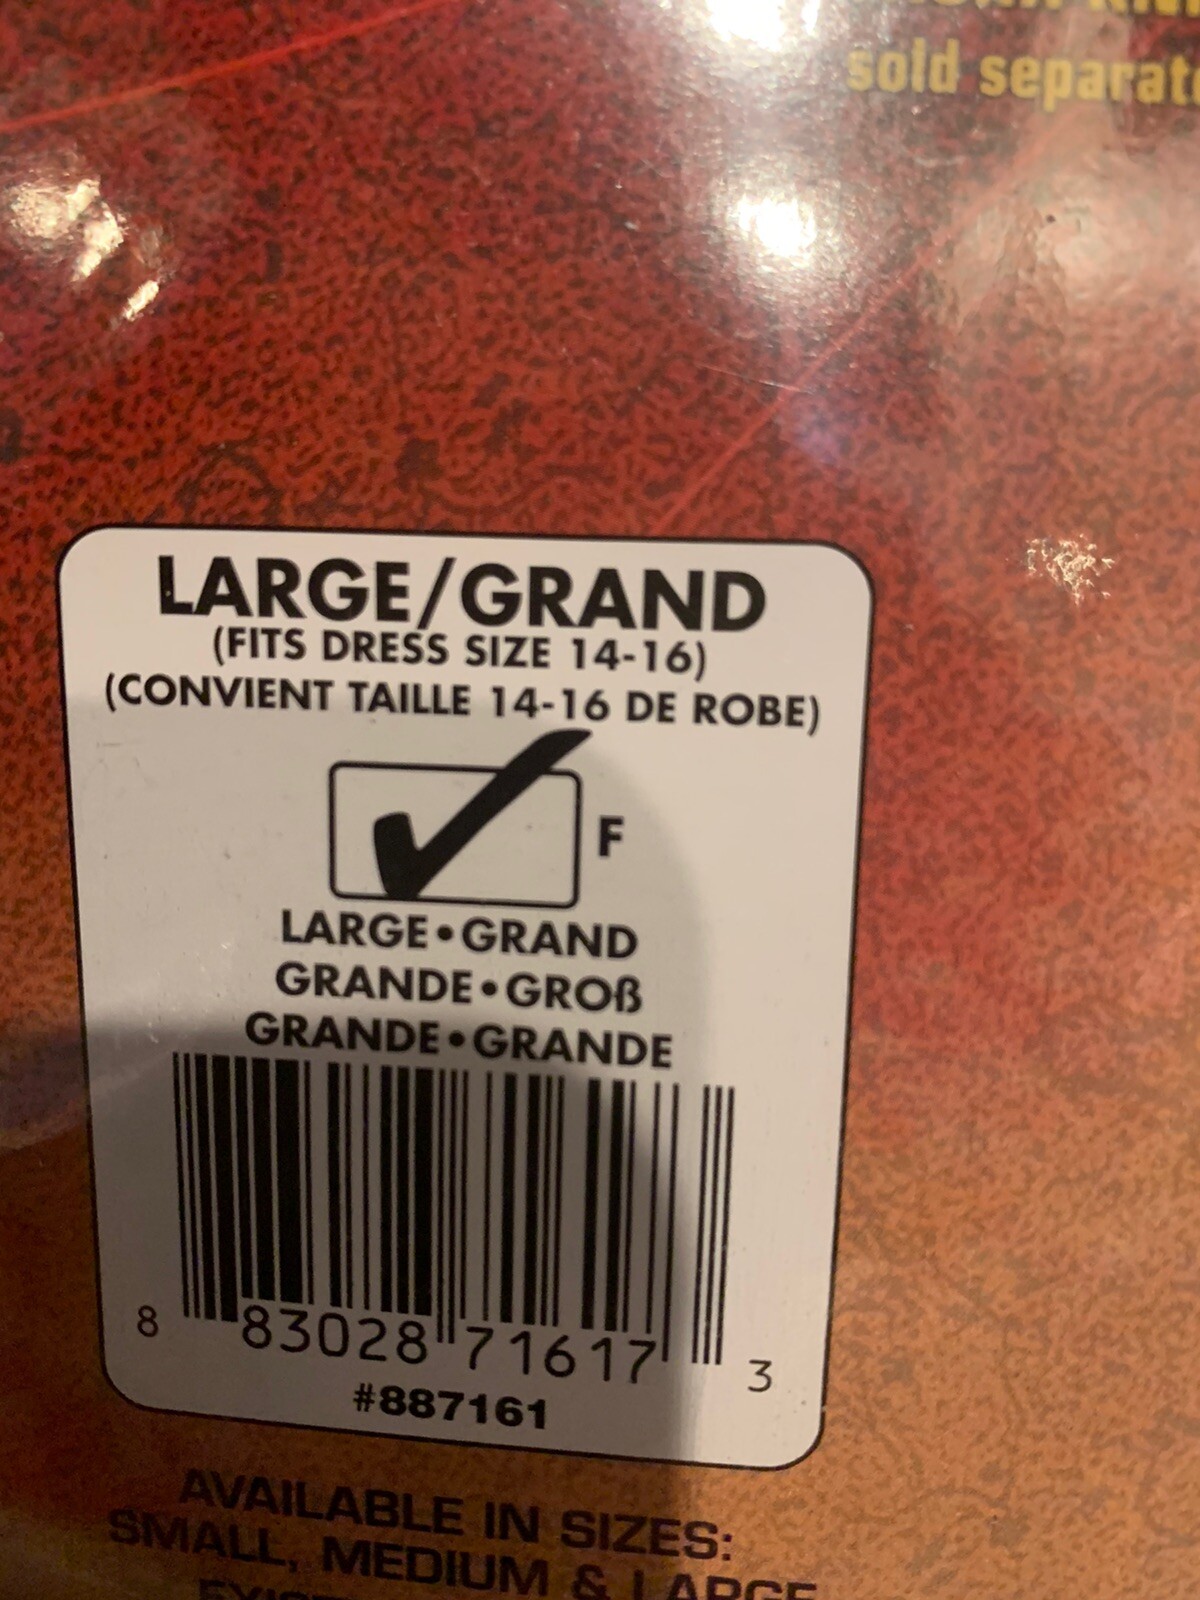 sold
LARGE/GRAND
(FITS DRESS SIZE 14-16)
(CONVIENT TAILLE 14-16 DE ROBE)
F
LARGE•GRAND
GRANDE•GROß
GRANDE•GRANDE
8 83028 71617 3
#887161
AVAILABLE IN SIZES:
SMALL, MEDIUM & LARGE